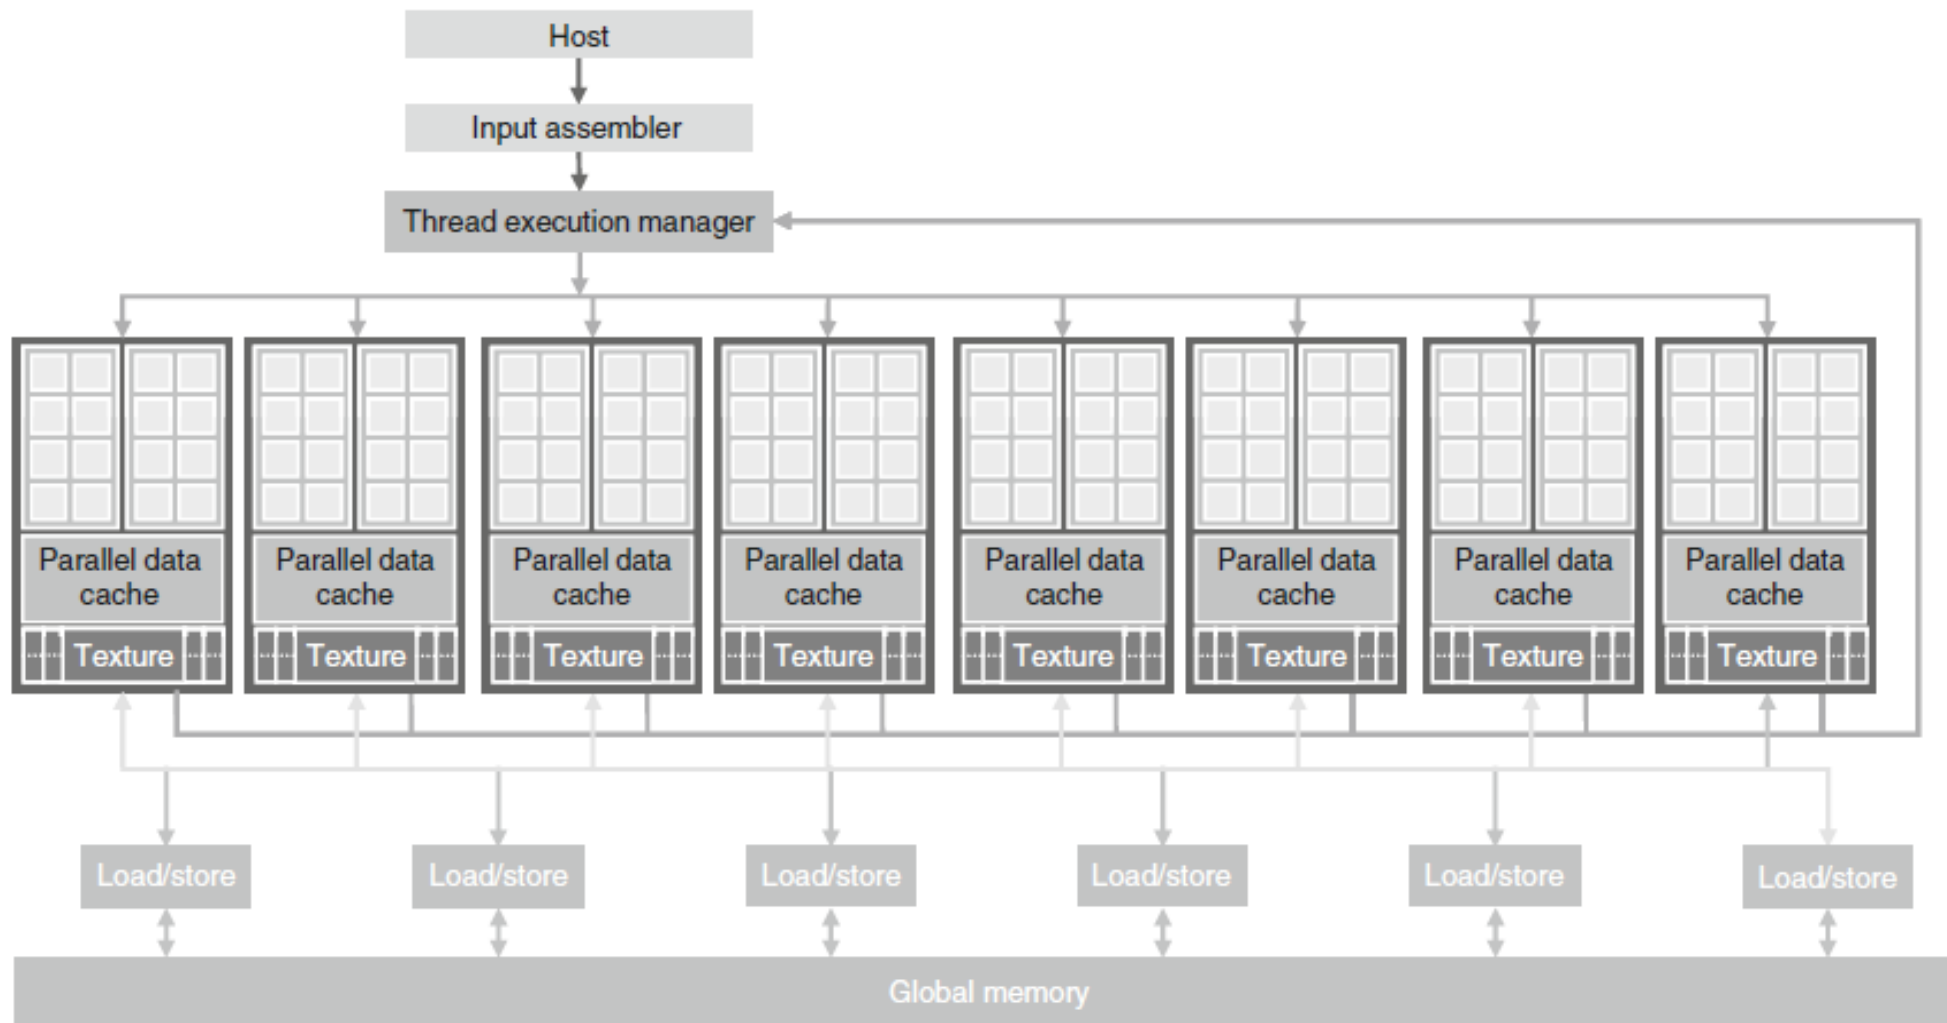 Host
Input assembler
Thread execution manager
Parallel data
cache
Parallel data
cache
Parallel data
cache
Parallel data
cache
Parallel data
cache
Parallel data
cache
Parallel data
cache
Parallel data
cache
Texture
Texture
Texture
Texture
Texture
Texture
Texture
Texture
Load/store
Load/store
Load/store
Load/store
Load/store
Load/store
Global memory